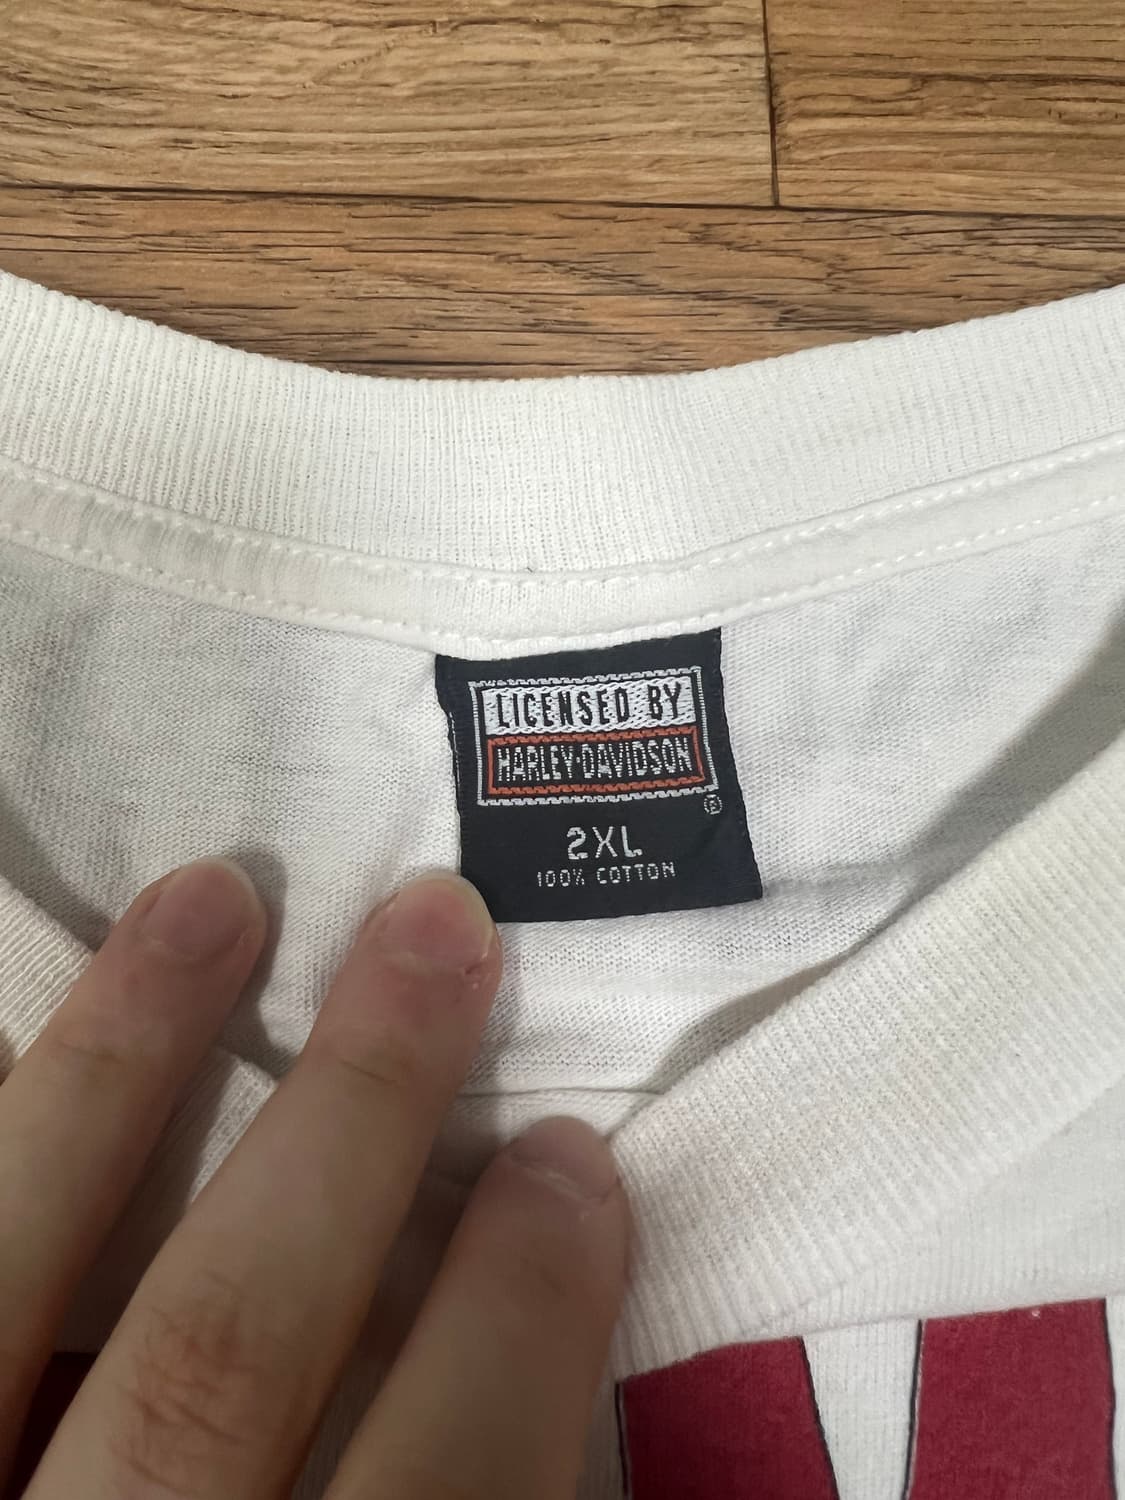 LICENSED BY
HARLEY-DAVIDSON
®
2XL
100% COTTON